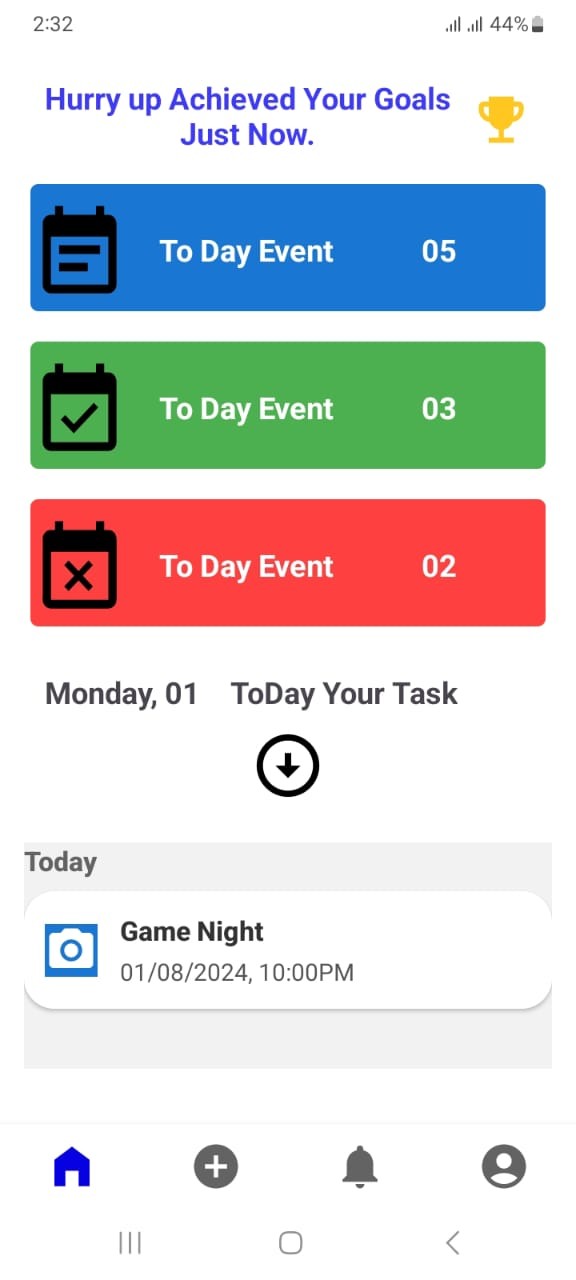 2:32
44%
Hurry up Achieved Your Goals
Just Now.
To Day Event 05
To Day Event 03
To Day Event 02
Monday, 01 ToDay Your Task
Today
Game Night
01/08/2024, 10:00PM